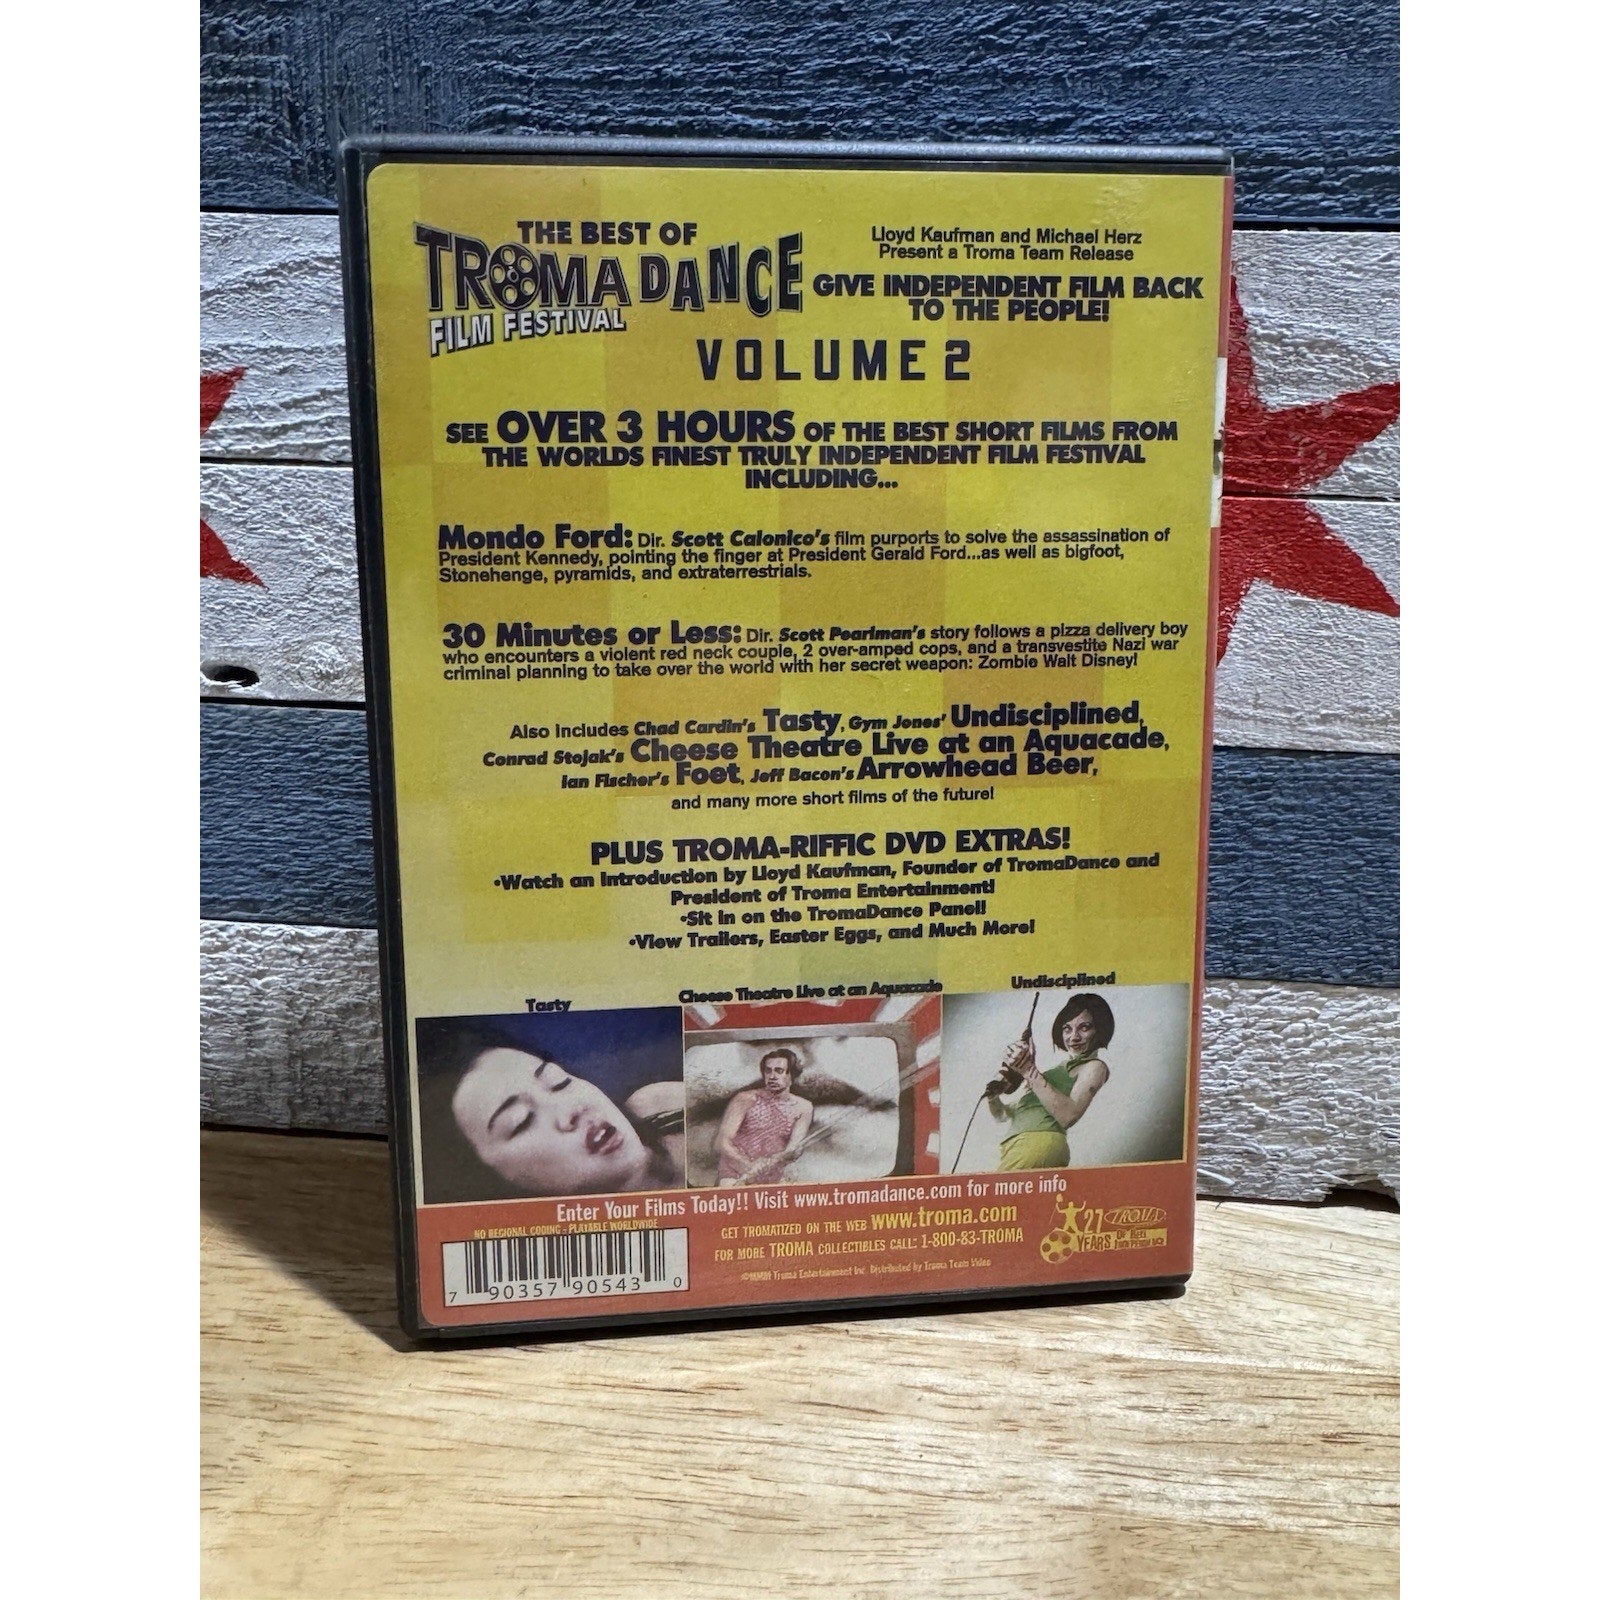 THE BEST OF
TROMADANCE
FILM FESTIVAL
Lloyd Kaufman and Michael Herz
Present a Troma Team Release
GIVE INDEPENDENT FILM BACK
TO THE PEOPLE!
VOLUME 2
SEE OVER 3 HOURS OF THE BEST SHORT FILMS FROM
THE WORLDS FINEST TRULY INDEPENDENT FILM FESTIVAL
INCLUDING...
Mondo Ford: Dir. Scott Calonico's film purports to solve the assassination of
President Kennedy, pointing the finger at President Gerald Ford...as well as bigfoot,
Stonehenge, pyramids, and extraterrestrials.
30 Minutes or Less: Dir. Scott Pearlman's story follows a pizza delivery boy
who encounters a violent red neck couple, 2 over-amped cops, and a transvestite Nazi war
criminal planning to take over the world with her secret weapon: Zombie Walt Disney!
Also Includes Chad Cardin's Tasty, Gym Jones' Undisciplined,
Conrad Stojak's Cheese Theatre Live at an Aquacade,
Ian Fischer's Foet, Jeff Bacon's Arrowhead Beer,
and many more short films of the future!
PLUS TROMA-RIFFIC DVD EXTRAS!
•Watch an Introduction by Lloyd Kaufman, Founder of TromaDance and
President of Troma Entertainment!
•Sit in on the TromaDance Panel!
•View Trailers, Easter Eggs, and Much More!
Tasty
Cheese Theatre Live at an Aquacade
Undisciplined
Enter Your Films Today!! Visit www.tromadance.com for more info
NO REGIONAL CODING - PLAYABLE WORLDWIDE
GET TROMATIZED ON THE WEB www.troma.com
FOR MORE TROMA COLLECTIBLES CALL: 1-800-83-TROMA
Troma Entertainment Inc. Distributed by Troma Team Video
27
YEARS
TROMA
OF REEL
7 90357 90543 0